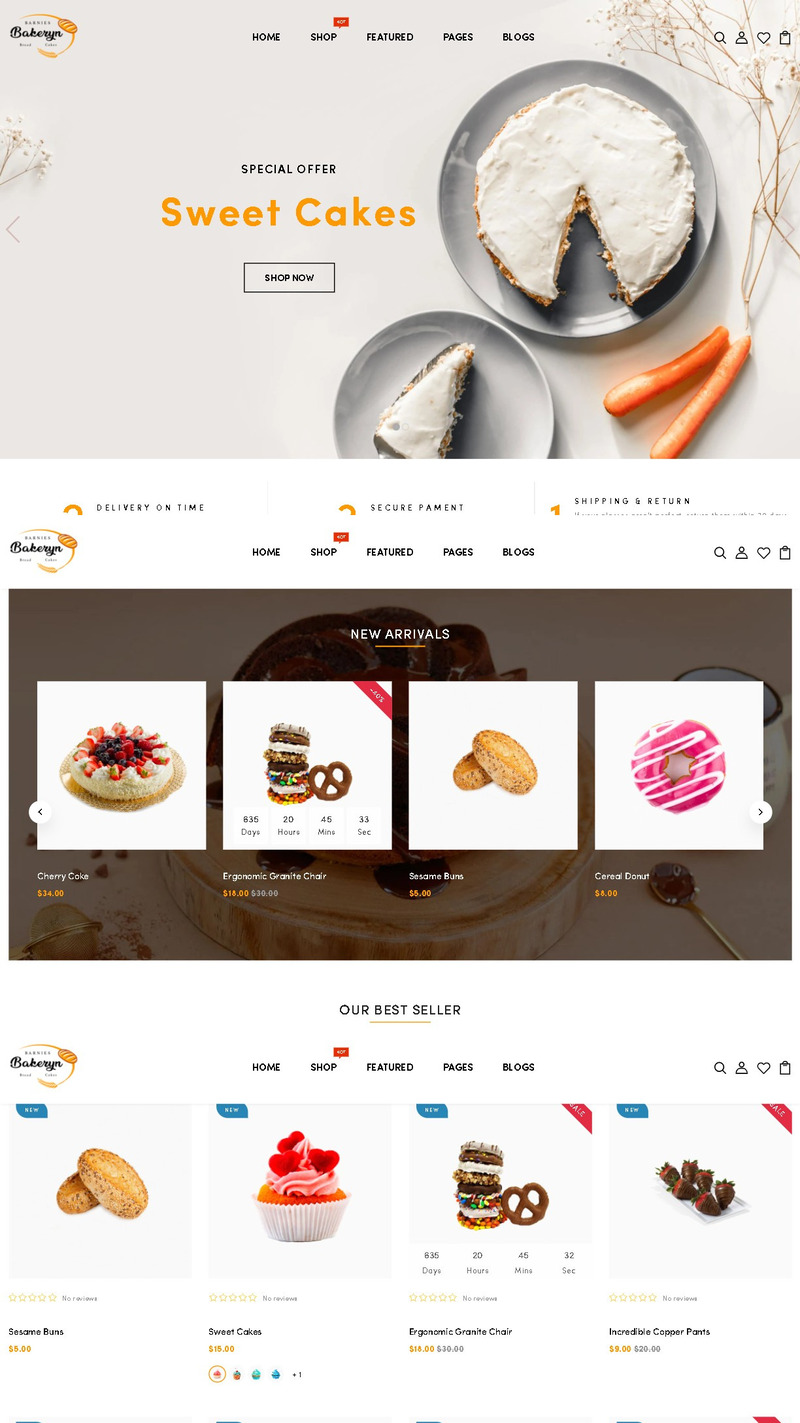 BARNIES
Bakeryn
Bread Cakes
HOME
SHOP
HOT
FEATURED
PAGES
BLOGS
SPECIAL OFFER
Sweet Cakes
SHOP NOW
DELIVERY ON TIME
SECURE PAMENT
SHIPPING & RETURN
BARNIES
Bakeryn
Bread Cakes
HOME
SHOP
HOT
FEATURED
PAGES
BLOGS
NEW ARRIVALS
-40%
635 20 45 33
Days Hours Mins Sec
Cherry Coke
$34.00
Ergonomic Granite Chair
$18.00 $30.00
Sesame Buns
$5.00
Cereal Donut
$8.00
OUR BEST SELLER
BARNIES
Bakeryn
Bread Cakes
HOME
SHOP
HOT
FEATURED
PAGES
BLOGS
NEW
NEW
NEW
SALE
NEW
SALE
635 20 45 32
Days Hours Mins Sec
No reviews
No reviews
No reviews
No reviews
Sesame Buns
$5.00
Sweet Cakes
$15.00
+ 1
Ergonomic Granite Chair
$18.00 $30.00
Incredible Copper Pants
$9.00 $20.00